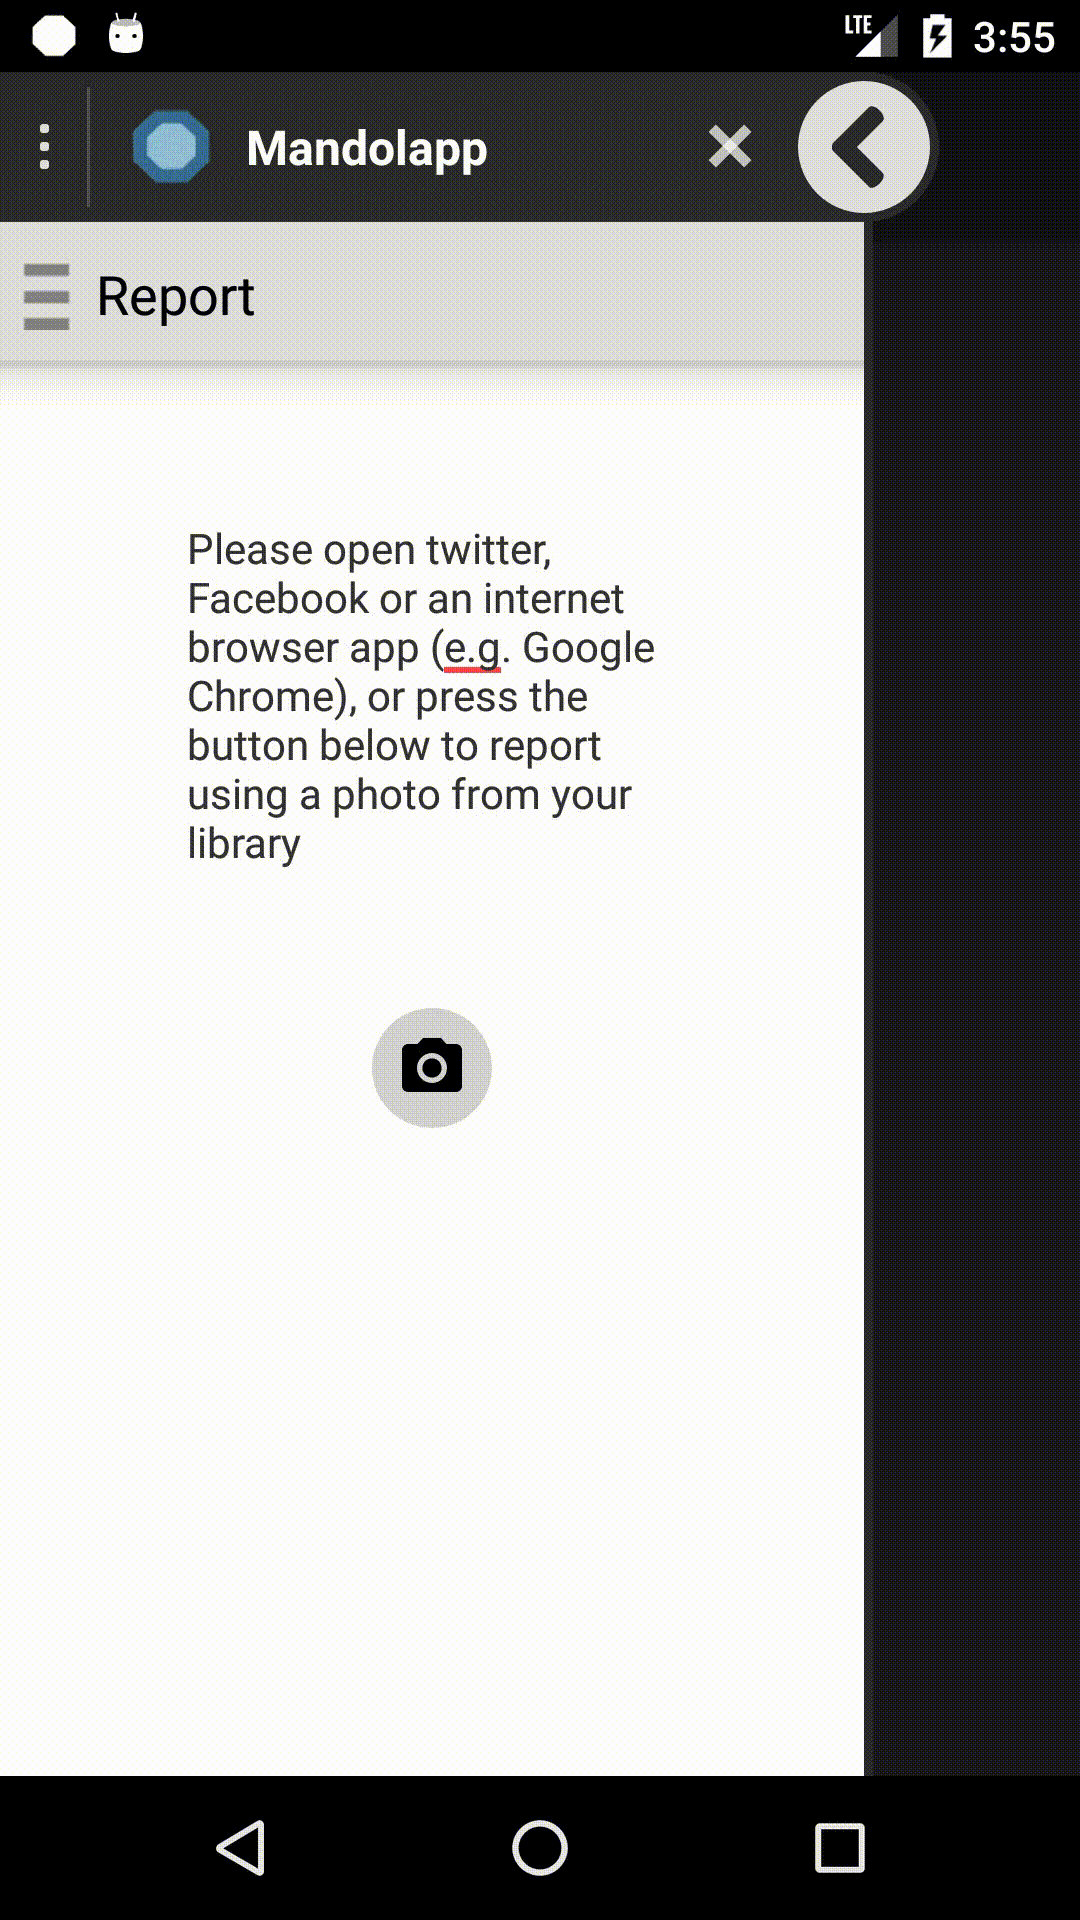 LTE 3:55
Mandolapp
Report
Please open twitter,
Facebook or an internet
browser app (e.g. Google
Chrome), or press the
button below to report
using a photo from your
library